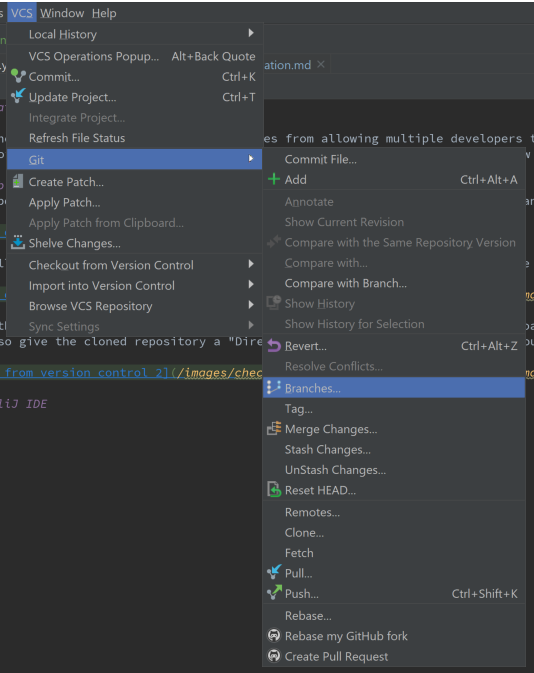 s VCS Window Help
Local History
VCS Operations Popup... Alt+Back Quote
Commit... Ctrl+K
Update Project... Ctrl+T
Integrate Project...
Refresh File Status
Git
Create Patch...
Apply Patch...
Apply Patch from Clipboard...
Shelve Changes...
Checkout from Version Control
Import into Version Control
Browse VCS Repository
Sync Settings
ation.md
es from allowing multiple developers t
Commit File...
Add Ctrl+Alt+A
Annotate
Show Current Revision
Compare with the Same Repository Version
Compare with...
Compare with Branch...
Show History
Show History for Selection
Revert... Ctrl+Alt+Z
Resolve Conflicts...
Branches...
Tag...
Merge Changes...
Stash Changes...
UnStash Changes...
Reset HEAD...
Remotes...
Clone...
Fetch
Pull...
Push... Ctrl+Shift+K
Rebase...
Rebase my GitHub fork
Create Pull Request
so give the cloned repository a "Dire
from version control 2](/images/chec
liJ IDE